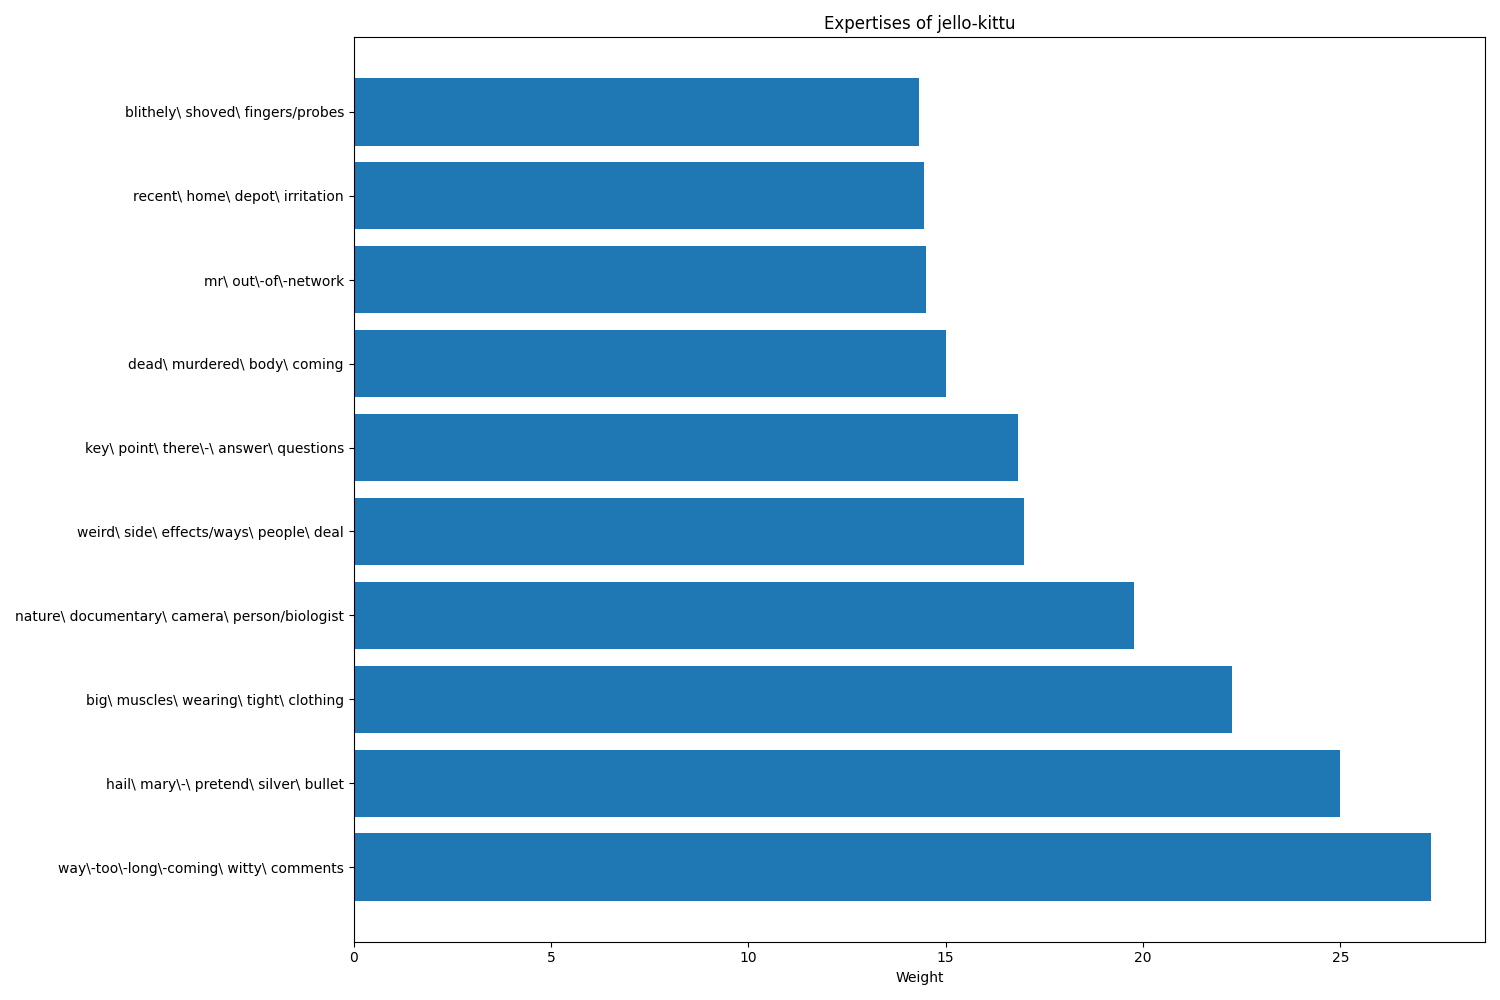 Expertises of jello-kittu
blithely\ shoved\ fingers/probes
recent\ home\ depot\ irritation
mr\ out\-of\-network
dead\ murdered\ body\ coming
key\ point\ there\-\ answer\ questions
weird\ side\ effects/ways\ people\ deal
nature\ documentary\ camera\ person/biologist
big\ muscles\ wearing\ tight\ clothing
hail\ mary\-\ pretend\ silver\ bullet
way\-too\-long\-coming\ witty\ comments
0 5 10 15 20 25
Weight